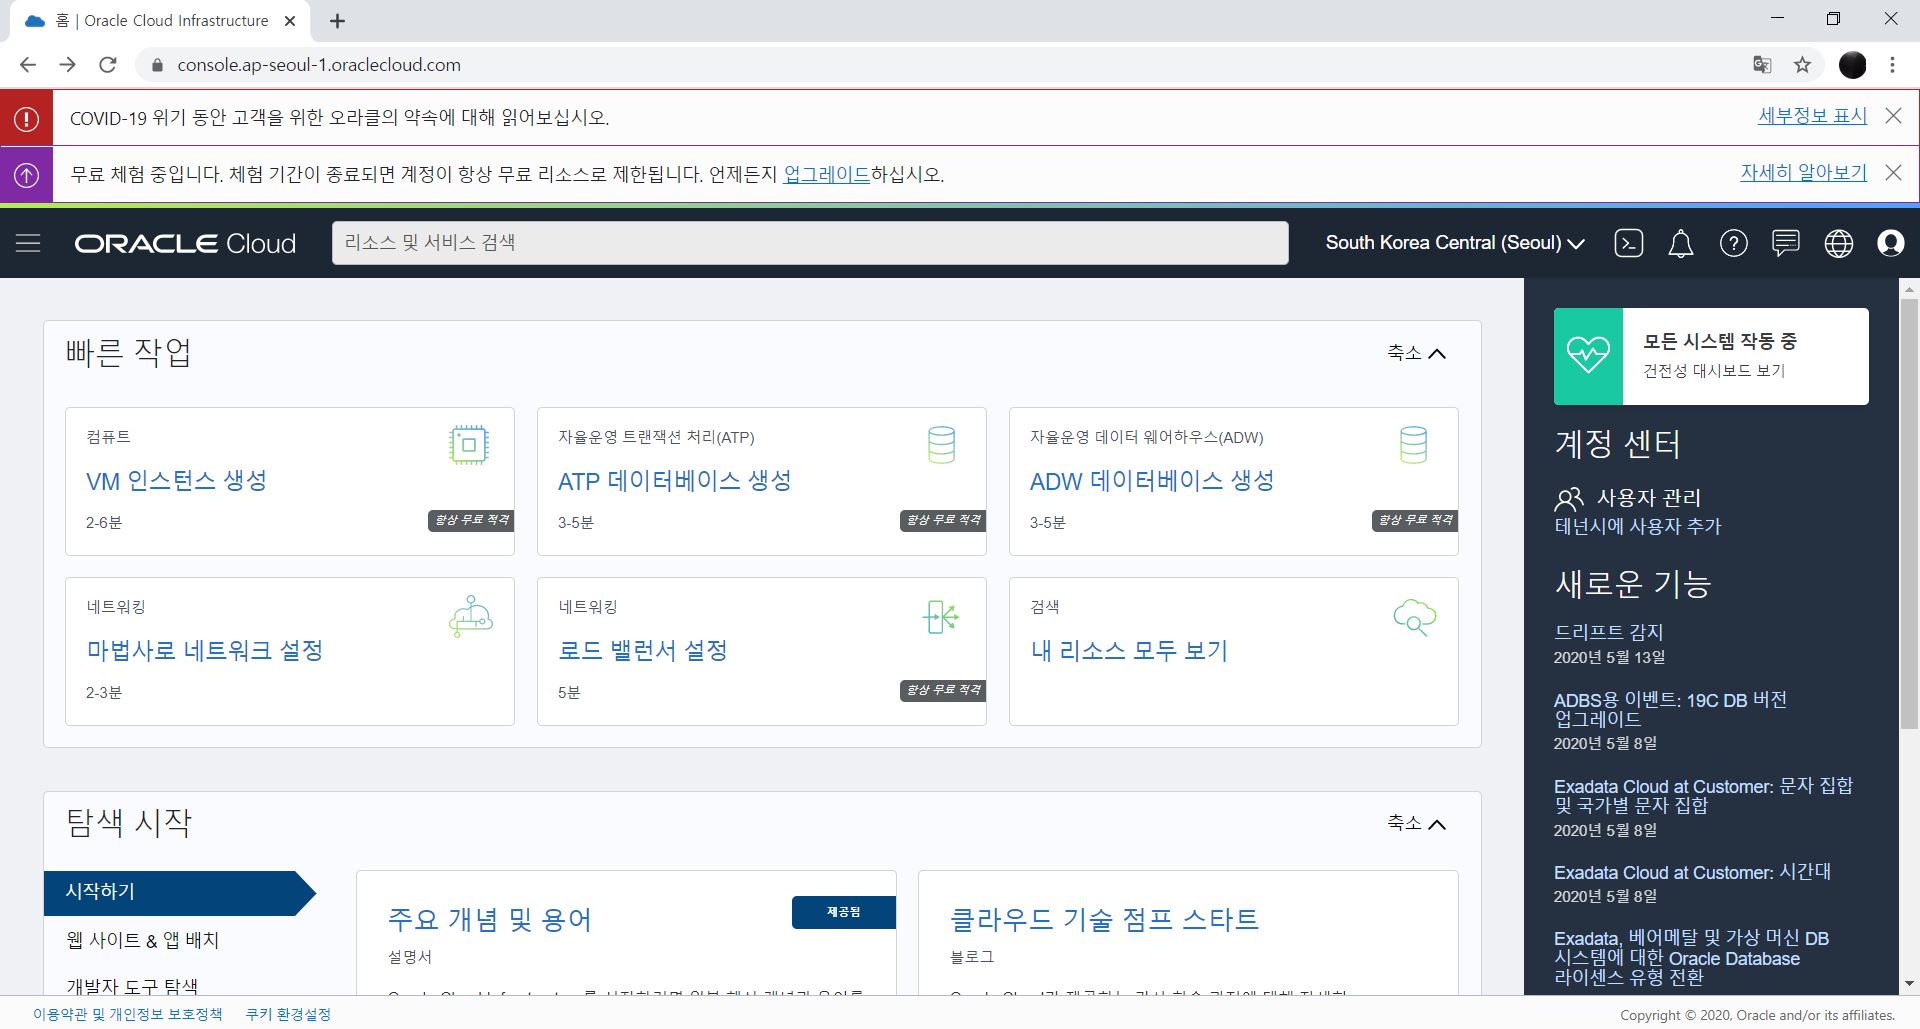 홈 | Oracle Cloud Infrastructure
console.ap-seoul-1.oraclecloud.com
COVID-19 위기 동안 고객을 위한 오라클의 약속에 대해 읽어보십시오.
세부정보 표시
무료 체험 중입니다. 체험 기간이 종료되면 계정이 항상 무료 리소스로 제한됩니다. 언제든지 업그레이드하십시오.
자세히 알아보기
ORACLE Cloud
리소스 및 서비스 검색
South Korea Central (Seoul)
빠른 작업
축소
컴퓨트
VM 인스턴스 생성
2-6분
항상 무료 적격
자율운영 트랜잭션 처리(ATP)
ATP 데이터베이스 생성
3-5분
항상 무료 적격
자율운영 데이터 웨어하우스(ADW)
ADW 데이터베이스 생성
3-5분
항상 무료 적격
네트워킹
마법사로 네트워크 설정
2-3분
네트워킹
로드 밸런서 설정
5분
항상 무료 적격
검색
내 리소스 모두 보기
탐색 시작
축소
시작하기
웹 사이트 & 앱 배치
개발자 도구 탐색
주요 개념 및 용어
제공됨
설명서
클라우드 기술 점프 스타트
블로그
모든 시스템 작동 중
건전성 대시보드 보기
계정 센터
사용자 관리
테넌시에 사용자 추가
새로운 기능
드리프트 감지
2020년 5월 13일
ADBS용 이벤트: 19C DB 버전
업그레이드
2020년 5월 8일
Exadata Cloud at Customer: 문자 집합
및 국가별 문자 집합
2020년 5월 8일
Exadata Cloud at Customer: 시간대
2020년 5월 8일
Exadata, 베어메탈 및 가상 머신 DB
시스템에 대한 Oracle Database
라이센스 유형 전환
이용약관 및 개인정보 보호정책
쿠키 환경설정
Copyright © 2020, Oracle and/or its affiliates.